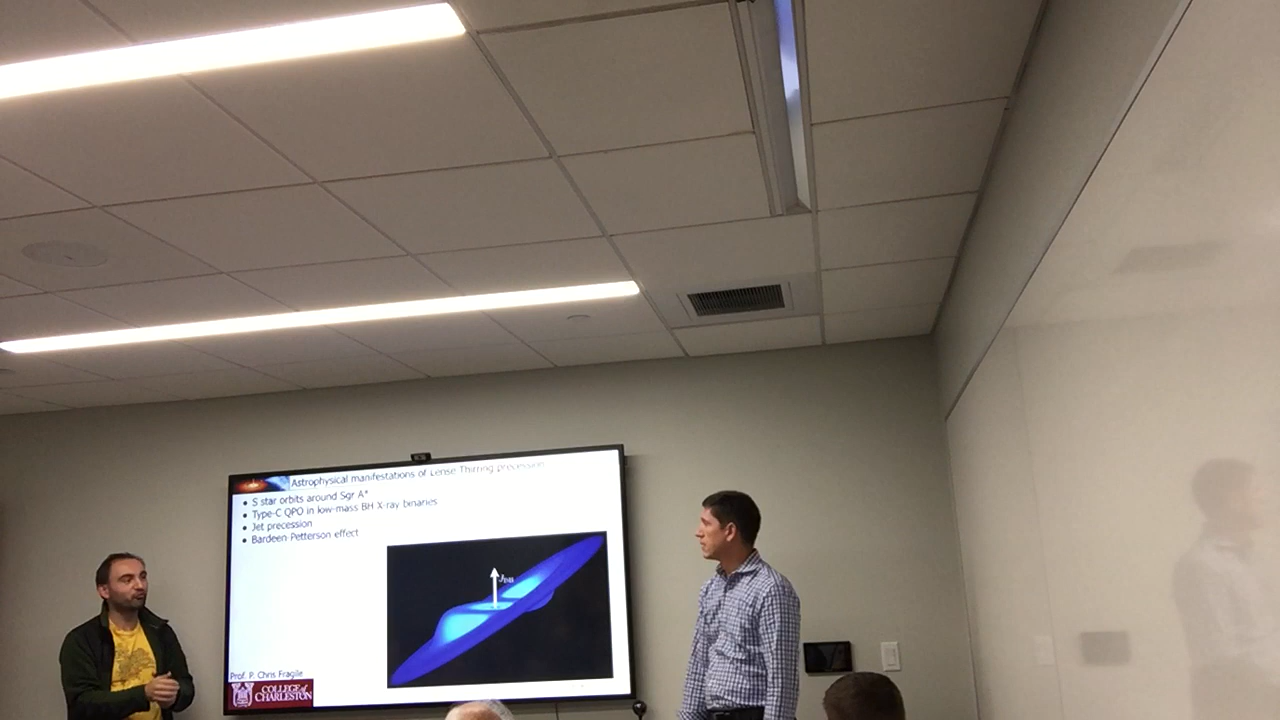 Astrophysical manifestations of Lense Thirring precession
• S star orbits around Sgr A*
• Type-C QPO in low-mass BH X-ray binaries
• Jet precession
• Bardeen Petterson effect
Prof. P. Chris Fragile
COLLEGE of
CHARLESTON